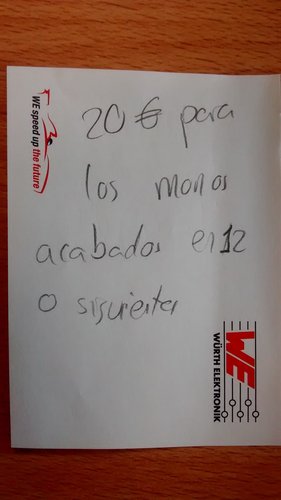 20 € para
los monos
acabados en 12
o siguientes
WE speed up the future
WE
WÜRTH ELEKTRONIK